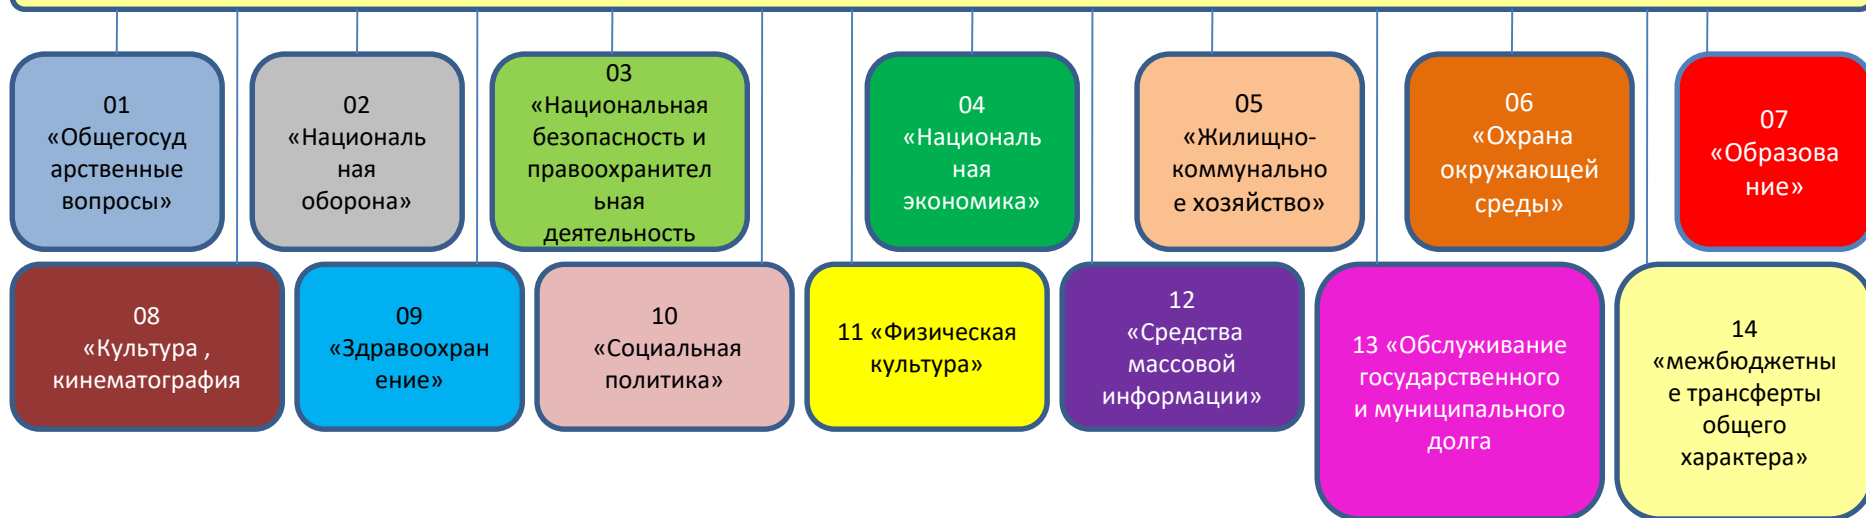 01
«Общегосуд
арственные
вопросы»
02
«Националь
ная
оборона»
03
«Национальная
безопасность и
правоохранител
ьная
деятельность
04
«Националь
ная
экономика»
05
«Жилищно-
коммунально
е хозяйство»
06
«Охрана
окружающей
среды»
07
«Образова
ние»
08
«Культура ,
кинематография
09
«Здравоохран
ение»
10
«Социальная
политика»
11 «Физическая
культура»
12
«Средства
массовой
информации»
13 «Обслуживание
государственного
и муниципального
долга
14
«межбюджетны
е трансферты
общего
характера»